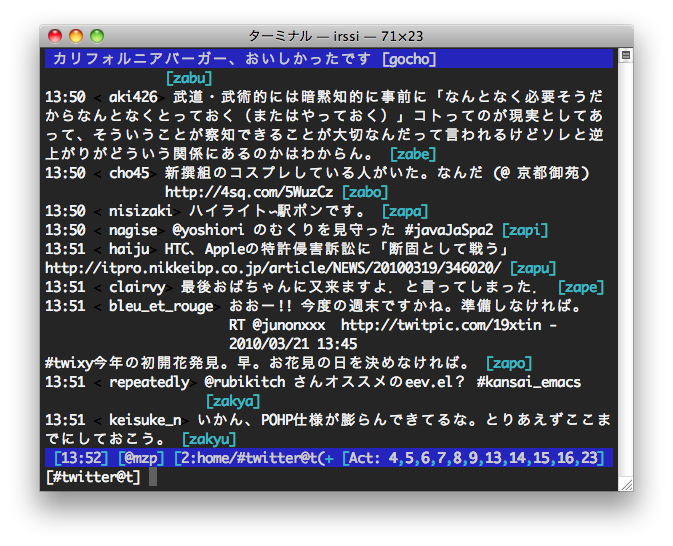 ターミナル — irssi — 71×23
カリフォルニアバーガー、おいしかったです [gocho]
[zabu]
13:50 < aki426> 武道・武術的には暗黙知的に事前に「なんとなく必要そうだ
からなんとなくとっておく（またはやっておく）」コトってのが現実としてあ
って、そういうことが察知できることが大切なんだって言われるけどソレと逆
上がりがどういう関係にあるのかはわからん。 [zabe]
13:50 < cho45> 新撰組のコスプレしている人がいた。なんだ (@ 京都御苑)
http://4sq.com/5WuzCz [zabo]
13:50 < nisizaki> ハイライト〜駅ポンです。 [zapa]
13:50 < nagise> @yoshiori のむくりを見守った #javaJaSpa2 [zapi]
13:51 < haiju> HTC、Appleの特許侵害訴訟に「断固として戦う」
http://itpro.nikkeibp.co.jp/article/NEWS/20100319/346020/ [zapu]
13:51 < clairvy> 最後おばちゃんに又来ますよ．と言ってしまった． [zape]
13:51 < bleu_et_rouge> おおー!! 今度の週末ですかね。準備しなければ。
RT @junonxxx  http://twitpic.com/19xtin -
2010/03/21 13:45
#twixy今年の初開花発見。早。お花見の日を決めなければ。 [zapo]
13:51 < repeatedly> @rubikitch さんオススメのeev.el？ #kansai_emacs
[zakya]
13:51 < keisuke_n> いかん、POHP仕様が膨らんできてるな。とりあえずここま
でにしておこう。 [zakyu]
[13:52] [@mzp] [2:home/#twitter@t(+ [Act: 4,5,6,7,8,9,13,14,15,16,23]
[#twitter@t]